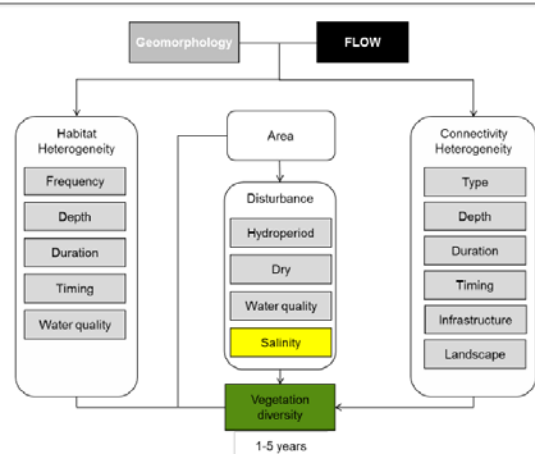 Geomorphology
FLOW
Habitat
Heterogeneity
Frequency
Depth
Duration
Timing
Water quality
Area
Disturbance
Hydroperiod
Dry
Water quality
Salinity
Connectivity
Heterogeneity
Type
Depth
Duration
Timing
Infrastructure
Landscape
Vegetation
diversity
1-5 years